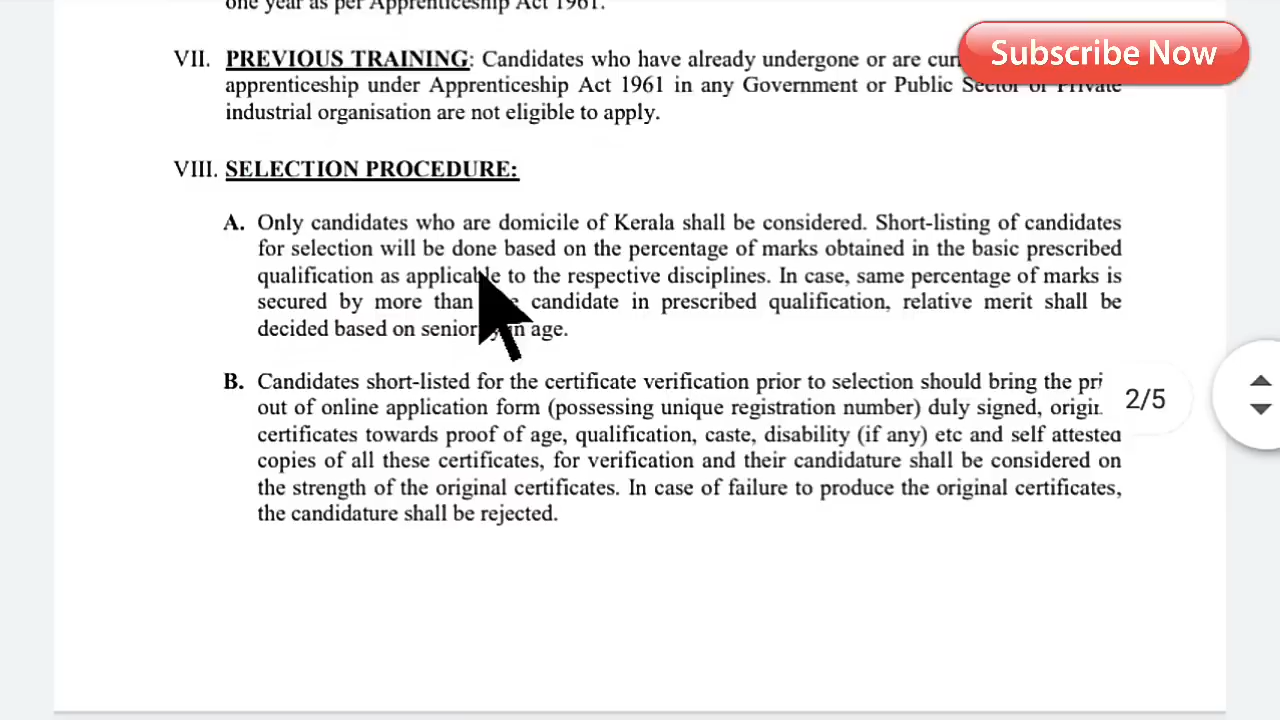 one year as per Apprenticeship Act 1961.
Subscribe Now
VII. PREVIOUS TRAINING: Candidates who have already undergone or are
apprenticeship under Apprenticeship Act 1961 in any Government or Public Sector or Private
industrial organisation are not eligible to apply.
VIII. SELECTION PROCEDURE:
A. Only candidates who are domicile of Kerala shall be considered. Short-listing of candidates
for selection will be done based on the percentage of marks obtained in the basic prescribed
qualification as applicable to the respective disciplines. In case, same percentage of marks is
secured by more than candidate in prescribed qualification, relative merit shall be
decided based on age.
B. Candidates short-listed for the certificate verification prior to selection should bring the
out of online application form (possessing unique registration number) duly signed,
certificates towards proof of age, qualification, caste, disability (if any) etc and self attested
copies of all these certificates, for verification and their candidature shall be considered on
the strength of the original certificates. In case of failure to produce the original certificates,
the candidature shall be rejected.
2/5